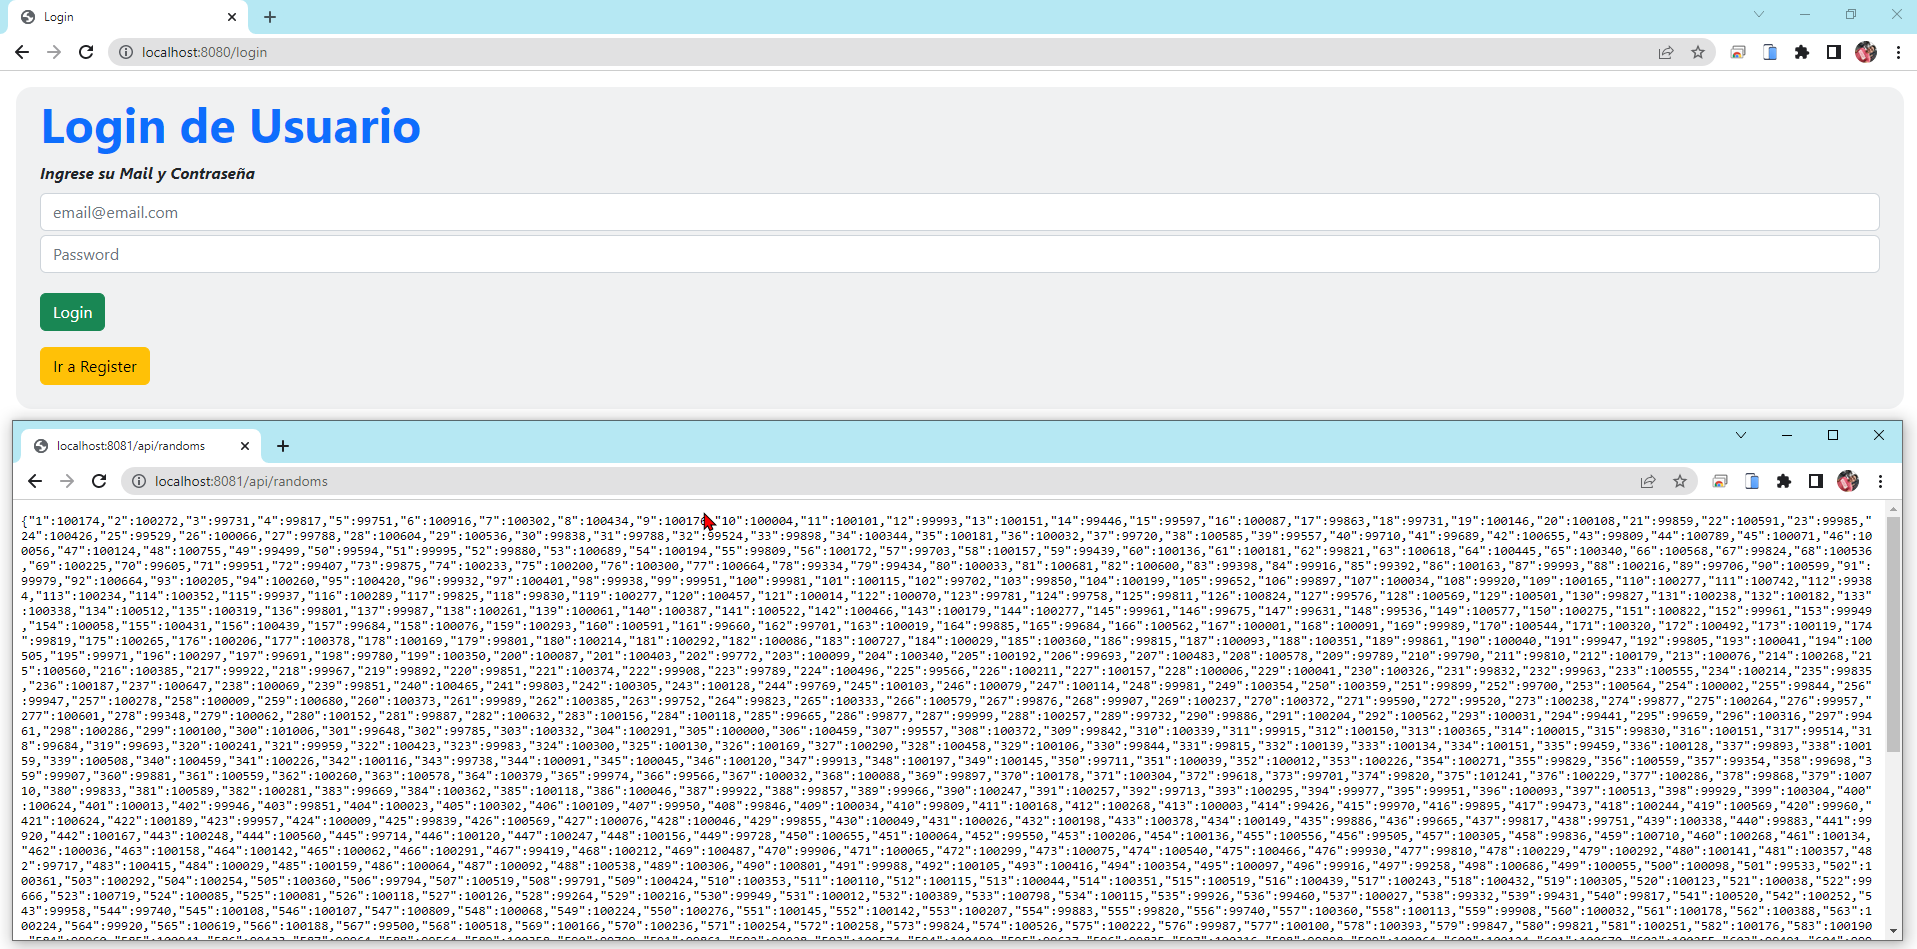 Login
localhost:8080/login
Login de Usuario
Ingrese su Mail y Contraseña
email@email.com
Password
Login
Ir a Register
localhost:8081/api/randoms
localhost:8081/api/randoms
{"1":100174,"2":100272,"3":99731,"4":99817,"5":99751,"6":100916,"7":100302,"8":100434,"9":10017 "10":100004,"11":100101,"12":99993,"13":100151,"14":99446,"15":99597,"16":100087,"17":99863,"18":99731,"19":100146,"20":100108,"21":99859,"22":100591,"23":99985,"
24":100426,"25":99529,"26":100066,"27":99788,"28":100604,"29":100536,"30":99838,"31":99788,"32":99524,"33":99898,"34":100344,"35":100181,"36":100032,"37":99720,"38":100585,"39":99557,"40":99710,"41":99689,"42":100655,"43":99809,"44":100789,"45":100071,"46":10
0056,"47":100124,"48":100755,"49":99499,"50":99594,"51":99995,"52":99880,"53":100689,"54":100194,"55":99809,"56":100172,"57":99703,"58":100157,"59":99439,"60":100136,"61":100181,"62":99821,"63":100618,"64":100445,"65":100340,"66":100568,"67":99824,"68":100536
,"69":100225,"70":99605,"71":99951,"72":99407,"73":99875,"74":100233,"75":100200,"76":100300,"77":100664,"78":99334,"79":99434,"80":100033,"81":100681,"82":100600,"83":99398,"84":99916,"85":99392,"86":100163,"87":99993,"88":100216,"89":99706,"90":100599,"91":
99979,"92":100664,"93":100205,"94":100260,"95":100420,"96":99932,"97":100401,"98":99938,"99":99951,"100":99981,"101":100115,"102":99702,"103":99850,"104":100199,"105":99652,"106":99897,"107":100034,"108":99920,"109":100165,"110":100277,"111":100742,"112":9938
4,"113":100234,"114":100352,"115":99937,"116":100289,"117":99825,"118":99830,"119":100277,"120":100457,"121":100014,"122":100070,"123":99781,"124":99758,"125":99811,"126":100824,"127":99576,"128":100569,"129":100501,"130":99827,"131":100238,"132":100182,"133"
:100338,"134":100512,"135":100319,"136":99801,"137":99987,"138":100261,"139":100061,"140":100387,"141":100522,"142":100466,"143":100179,"144":100277,"145":99961,"146":99675,"147":99631,"148":99536,"149":100577,"150":100275,"151":100822,"152":99961,"153":99949
,"154":100058,"155":100431,"156":100439,"157":99684,"158":100076,"159":100293,"160":100591,"161":99660,"162":99701,"163":100019,"164":99885,"165":99684,"166":100562,"167":100001,"168":100091,"169":99989,"170":100544,"171":100320,"172":100492,"173":100119,"174
":99819,"175":100265,"176":100206,"177":100378,"178":100169,"179":99801,"180":100214,"181":100292,"182":100086,"183":100727,"184":100029,"185":100360,"186":99815,"187":100093,"188":100351,"189":99861,"190":100040,"191":99947,"192":99805,"193":100041,"194":100
505,"195":99971,"196":100297,"197":99691,"198":99780,"199":100350,"200":100087,"201":100403,"202":99772,"203":100099,"204":100340,"205":100192,"206":99693,"207":100483,"208":100578,"209":99789,"210":99790,"211":99810,"212":100179,"213":100076,"214":100268,"21
5":100560,"216":100385,"217":99922,"218":99967,"219":99892,"220":99851,"221":100374,"222":99908,"223":99789,"224":100496,"225":99566,"226":100211,"227":100157,"228":100006,"229":100041,"230":100326,"231":99832,"232":99963,"233":100555,"234":100214,"235":99835
,"236":100187,"237":100647,"238":100069,"239":99851,"240":100465,"241":99803,"242":100305,"243":100128,"244":99769,"245":100103,"246":100079,"247":100114,"248":99981,"249":100354,"250":100359,"251":99899,"252":99700,"253":100564,"254":100002,"255":99844,"256"
:99947,"257":100278,"258":100009,"259":100680,"260":100373,"261":99989,"262":100385,"263":99752,"264":99823,"265":100333,"266":100579,"267":99876,"268":99907,"269":100237,"270":100372,"271":99590,"272":99520,"273":100238,"274":99877,"275":100264,"276":99957,"
277":100601,"278":99348,"279":100062,"280":100152,"281":99887,"282":100632,"283":100156,"284":100118,"285":99665,"286":99877,"287":99999,"288":100257,"289":99732,"290":99886,"291":100204,"292":100562,"293":100031,"294":99441,"295":99659,"296":100316,"297":994
61,"298":100286,"299":100100,"300":101006,"301":99648,"302":99785,"303":100332,"304":100291,"305":100000,"306":100459,"307":99557,"308":100372,"309":99842,"310":100339,"311":99915,"312":100150,"313":100365,"314":100015,"315":99830,"316":100151,"317":99514,"31
8":99684,"319":99693,"320":100241,"321":99959,"322":100423,"323":99983,"324":100300,"325":100130,"326":100169,"327":100290,"328":100458,"329":100106,"330":99844,"331":99815,"332":100139,"333":100134,"334":100151,"335":99459,"336":100128,"337":99893,"338":100
159,"339":100508,"340":100459,"341":100226,"342":100116,"343":99738,"344":100091,"345":100045,"346":100120,"347":99913,"348":100197,"349":100145,"350":99711,"351":100039,"352":100012,"353":100226,"354":100271,"355":99829,"356":100559,"357":99354,"358":99698,"3
59":99907,"360":99881,"361":100559,"362":100260,"363":100578,"364":100379,"365":99974,"366":99566,"367":100032,"368":100088,"369":99897,"370":100178,"371":100304,"372":99618,"373":99701,"374":99820,"375":101241,"376":100229,"377":100286,"378":99868,"379":1007
10,"380":99833,"381":100589,"382":100281,"383":99669,"384":100362,"385":100118,"386":100046,"387":99922,"388":99857,"389":99966,"390":100247,"391":100257,"392":99713,"393":100295,"394":99977,"395":99951,"396":100093,"397":100513,"398":99929,"399":100304,"400"
:100624,"401":100013,"402":99946,"403":99851,"404":100023,"405":100302,"406":100109,"407":99950,"408":99846,"409":100034,"410":99809,"411":100168,"412":100268,"413":100003,"414":99426,"415":99970,"416":99895,"417":99473,"418":100244,"419":100569,"420":99960,"
421":100624,"422":100189,"423":99957,"424":100009,"425":99839,"426":100569,"427":100076,"428":100046,"429":99855,"430":100049,"431":100026,"432":100198,"433":100378,"434":100149,"435":99886,"436":99665,"437":99817,"438":99751,"439":100338,"440":99883,"441":99
920,"442":100167,"443":100248,"444":100560,"445":99714,"446":100120,"447":100247,"448":100156,"449":99728,"450":100655,"451":100064,"452":99550,"453":100206,"454":100136,"455":100556,"456":99505,"457":100305,"458":99836,"459":100710,"460":100268,"461":100134,
"462":100036,"463":100158,"464":100142,"465":100062,"466":100291,"467":99419,"468":100212,"469":100487,"470":99906,"471":100065,"472":100299,"473":100075,"474":100540,"475":100466,"476":99930,"477":99810,"478":100229,"479":100292,"480":100141,"481":100357,"48
2":99717,"483":100415,"484":100029,"485":100159,"486":100064,"487":100092,"488":100538,"489":100306,"490":100801,"491":99988,"492":100105,"493":100416,"494":100354,"495":100097,"496":99916,"497":99258,"498":100686,"499":100055,"500":100098,"501":99533,"502":
100361,"503":100292,"504":100254,"505":100360,"506":99794,"507":100519,"508":99791,"509":100424,"510":100353,"511":100110,"512":100115,"513":100044,"514":100351,"515":100519,"516":100439,"517":100243,"518":100432,"519":100305,"520":100123,"521":100038,"522":99
666,"523":100719,"524":100085,"525":100081,"526":100118,"527":100126,"528":99264,"529":100216,"530":99949,"531":100012,"532":100389,"533":100798,"534":100115,"535":99926,"536":99460,"537":100027,"538":99332,"539":99431,"540":99817,"541":100520,"542":100252,"5
43":99958,"544":99740,"545":100108,"546":100107,"547":100809,"548":100068,"549":100224,"550":100276,"551":100145,"552":100142,"553":100207,"554":99883,"555":99820,"556":99740,"557":100360,"558":100113,"559":99908,"560":100032,"561":100178,"562":100388,"563":
100224,"564":99920,"565":100619,"566":100188,"567":99500,"568":100518,"569":100166,"570":100236,"571":100254,"572":100258,"573":99824,"574":100526,"575":100222,"576":99987,"577":100100,"578":100393,"579":99847,"580":99821,"581":100251,"582":100176,"583":100190